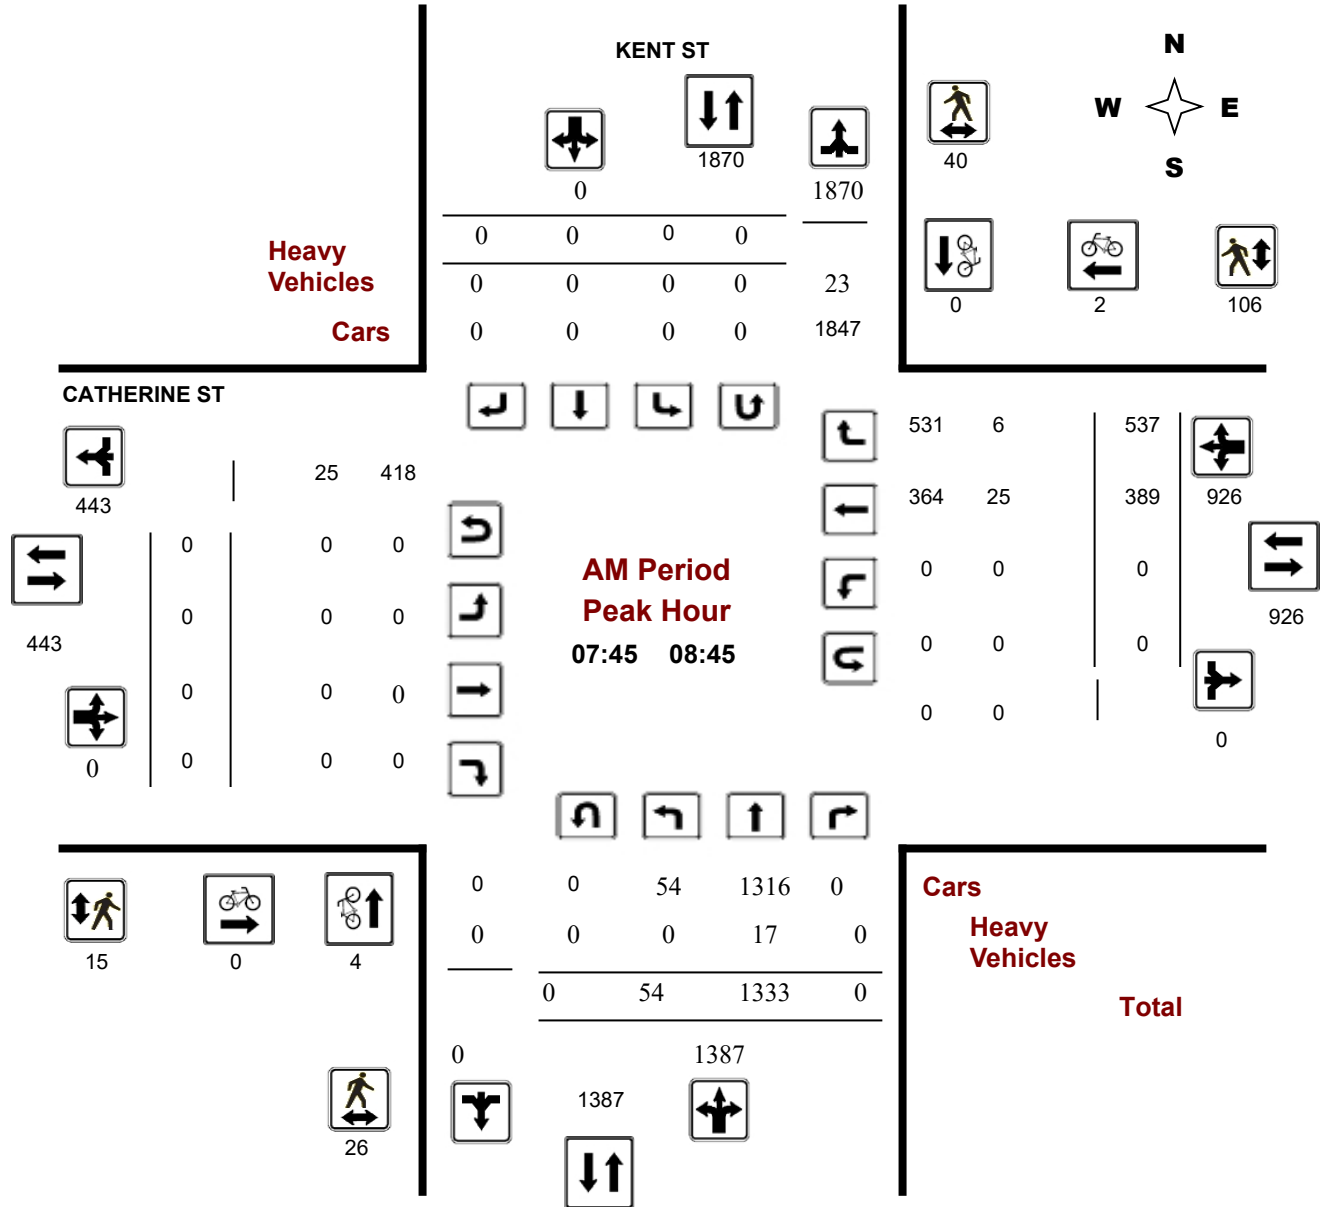 KENT ST
N
W E
S
1870
40
0
1870
0 0 0 0
Heavy
Vehicles
0 0 0 0 23
Cars
0 0 0 0 1847
0 2 106
CATHERINE ST
531 6 537
25 418
443
364 25 389 926
0 0 0
0 0 0
AM Period
Peak Hour
07:45 08:45
0 0 0
0 0 0
443
926
0 0 0
0 0
0
0 0 0
0
0 0 54 1316 0
Cars
0 0 0 17 0
Heavy
Vehicles
15 0 4
0 54 1333 0
Total
0 1387
1387
26